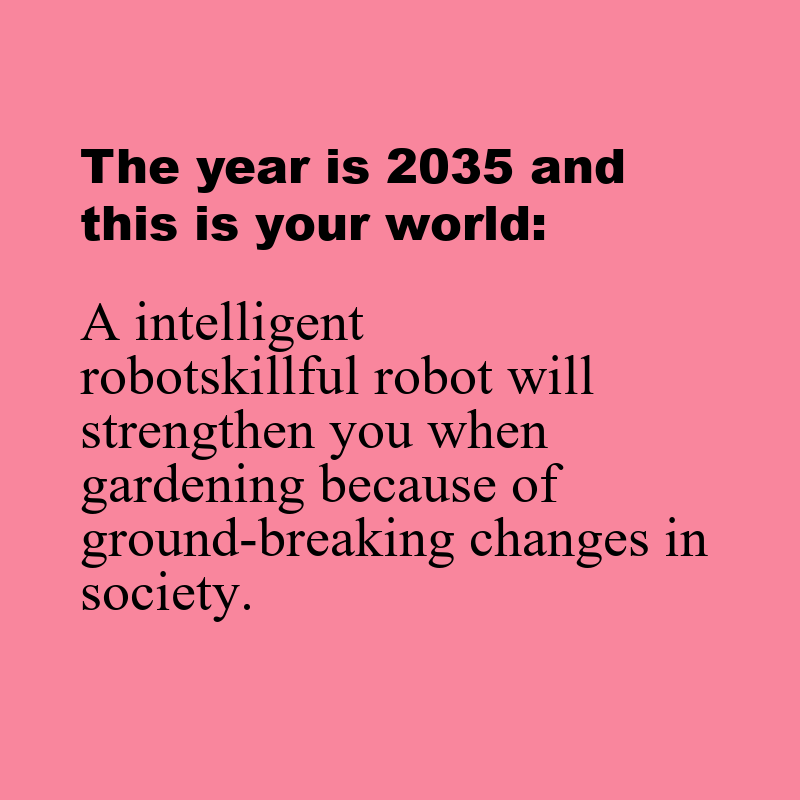 The year is 2035 and
this is your world:
A intelligent
robotskillful robot will
strengthen you when
gardening because of
ground-breaking changes in
society.